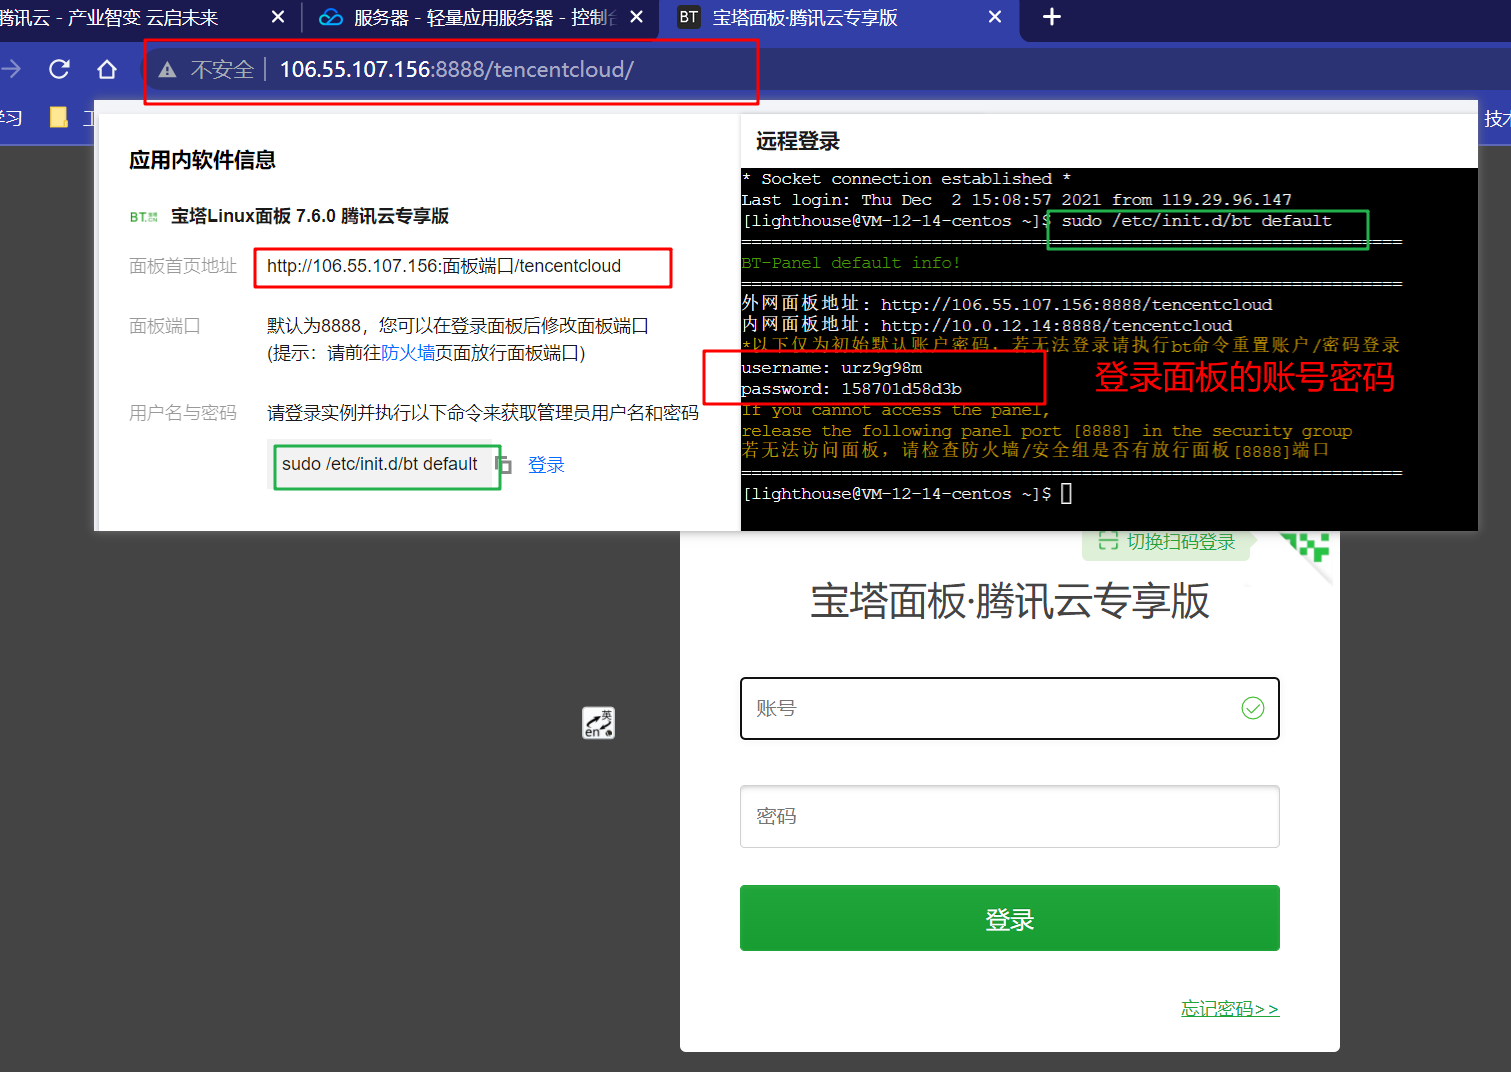 腾讯云 - 产业智变 云启未来
服务器 - 轻量应用服务器 - 控制台
BT 宝塔面板·腾讯云专享版
不安全 106.55.107.156:8888/tencentcloud/
学习
工
技术
应用内软件信息
BT.宝塔.CN 宝塔Linux面板 7.6.0 腾讯云专享版
面板首页地址 http://106.55.107.156:面板端口/tencentcloud
面板端口 默认为8888，您可以在登录面板后修改面板端口
(提示：请前往防火墙页面放行面板端口)
用户名与密码 请登录实例并执行以下命令来获取管理员用户名和密码
sudo /etc/init.d/bt default 登录
远程登录
* Socket connection established *
Last login: Thu Dec  2 15:08:57 2021 from 119.29.96.147
[lighthouse@VM-12-14-centos ~]$ sudo /etc/init.d/bt default
==================================================================
BT-Panel default info!
==================================================================
外网面板地址: http://106.55.107.156:8888/tencentcloud
内网面板地址: http://10.0.12.14:8888/tencentcloud
*以下仅为初始默认账户密码，若无法登录请执行bt命令重置账户/密码登录
username: urz9g98m
password: 158701d58d3b
登录面板的账号密码
If you cannot access the panel,
release the following panel port [8888] in the security group
若无法访问面板，请检查防火墙/安全组是否有放行面板[8888]端口
==================================================================
[lighthouse@VM-12-14-centos ~]$
切换扫码登录
宝塔面板·腾讯云专享版
英
en
账号
密码
登录
忘记密码>>